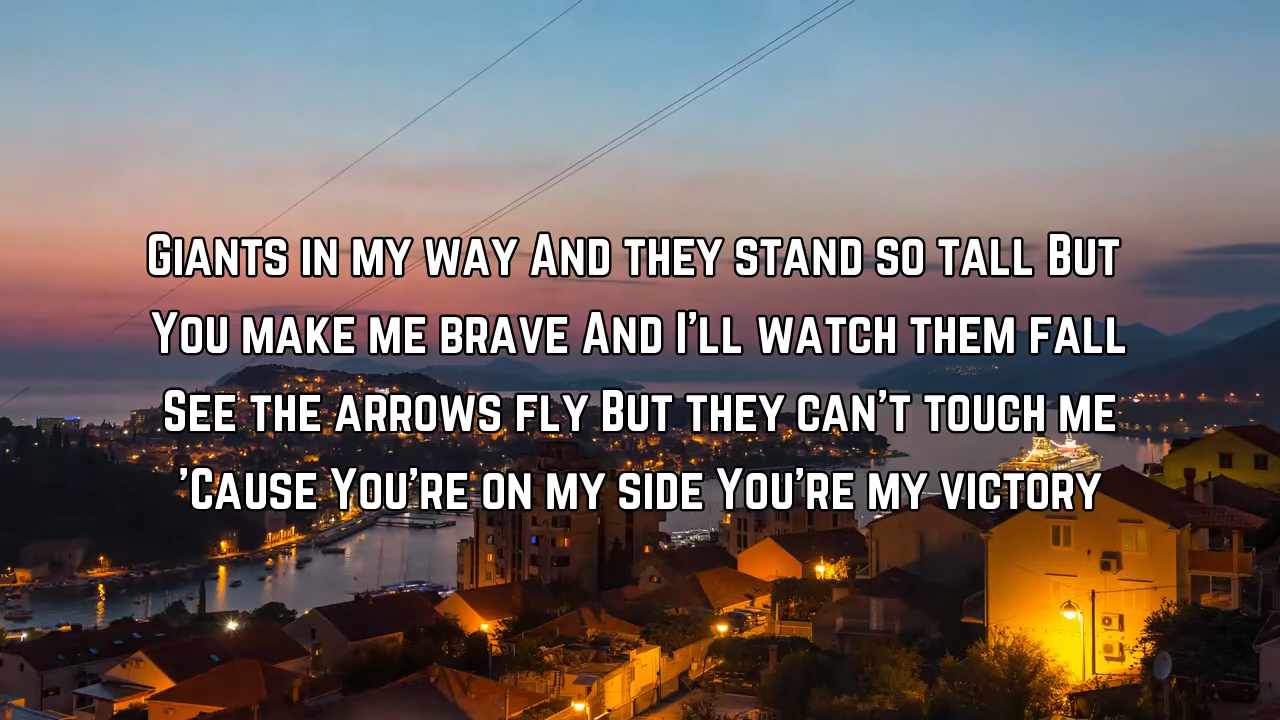 Giants in my way And they stand so tall But
You make me brave And I'll watch them fall
See the arrows fly But they can't touch me
'Cause You're on my side You're my victory